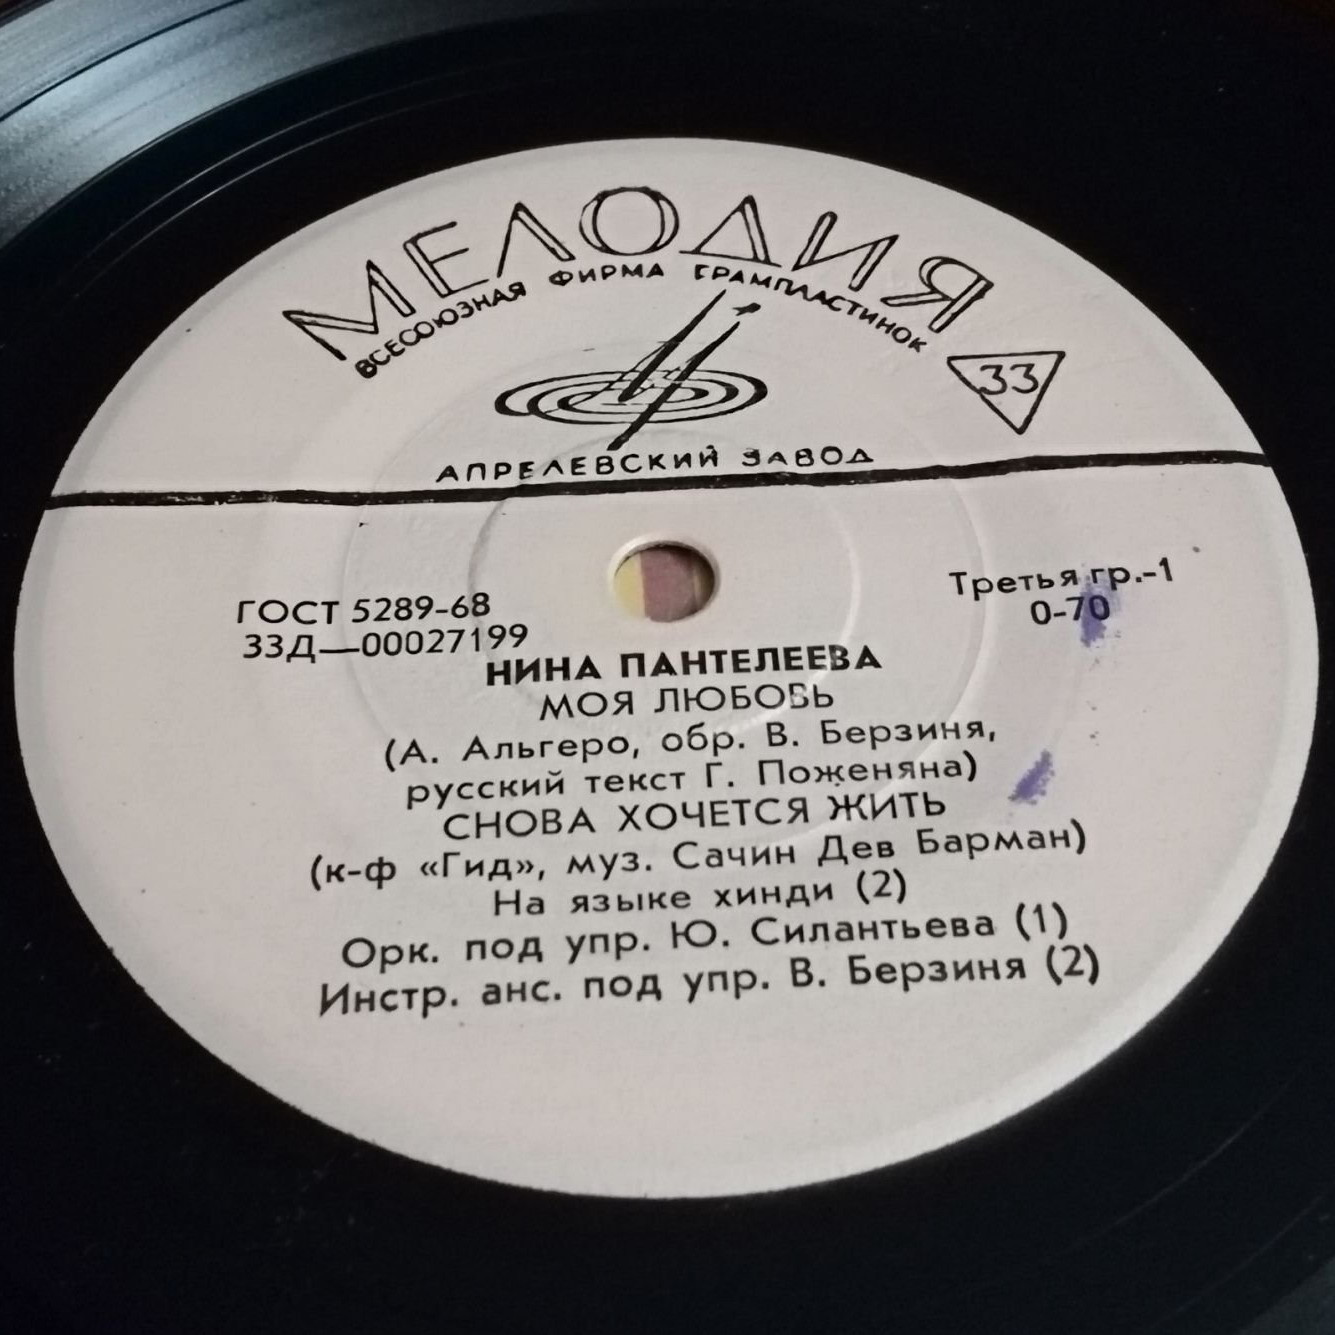 МЕЛОДИЯ
ВСЕСОЮЗНАЯ ФИРМА ГРАМПЛАСТИНОК
33
АПРЕЛЕВСКИЙ ЗАВОД
ГОСТ 5289-68
33Д—00027199
Третья гр.-1
0-70
НИНА ПАНТЕЛЕЕВА
МОЯ ЛЮБОВЬ
(А. Альгеро, обр. В. Берзиня,
русский текст Г. Поженяна)
СНОВА ХОЧЕТСЯ ЖИТЬ
(к-ф «Гид», муз. Сачин Дев Барман)
На языке хинди (2)
Орк. под упр. Ю. Силантьева (1)
Инстр. анс. под упр. В. Берзиня (2)